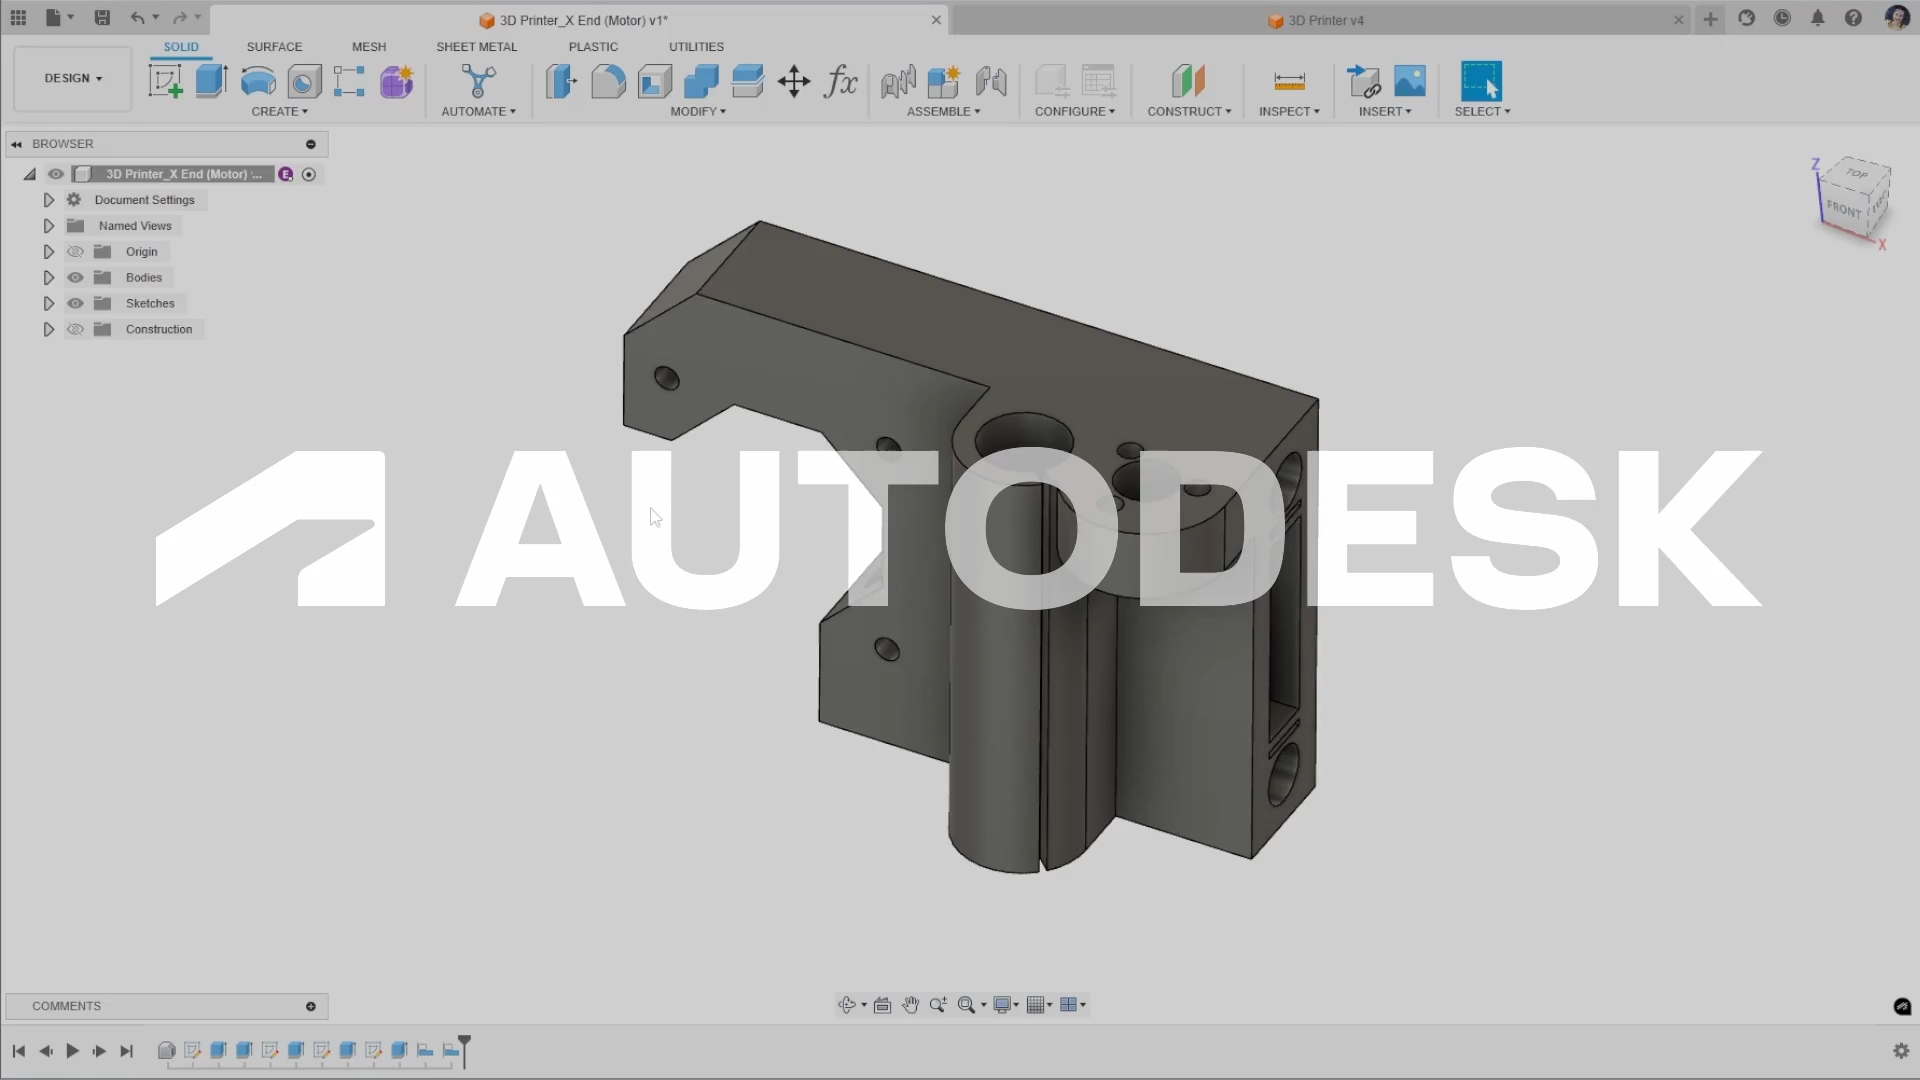 3D Printer_X End (Motor) v1*
3D Printer v4
DESIGN
SOLID
SURFACE
MESH
SHEET METAL
PLASTIC
UTILITIES
fx
CREATE
AUTOMATE
MODIFY
ASSEMBLE
CONFIGURE
CONSTRUCT
INSPECT
INSERT
SELECT
BROWSER
3D Printer_X End (Motor) ... E
Document Settings
Named Views
Origin
Bodies
Sketches
Construction
Z
TOP
FRONT
X
AUTODESK
COMMENTS